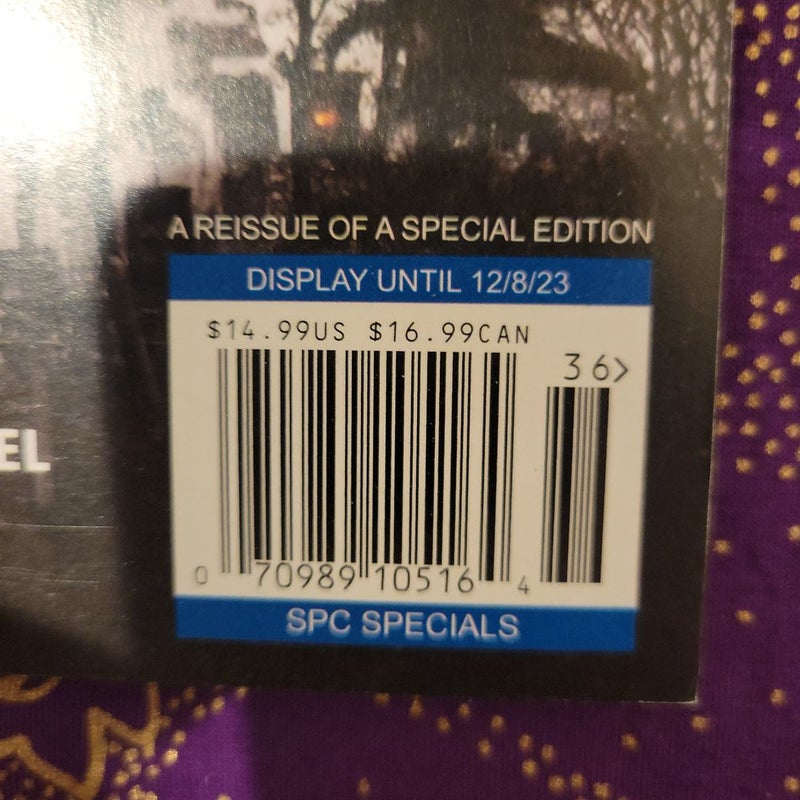 A REISSUE OF A SPECIAL EDITION
DISPLAY UNTIL 12/8/23
$14.99US $16.99CAN
36>
EL
0 70989 10516 4
SPC SPECIALS